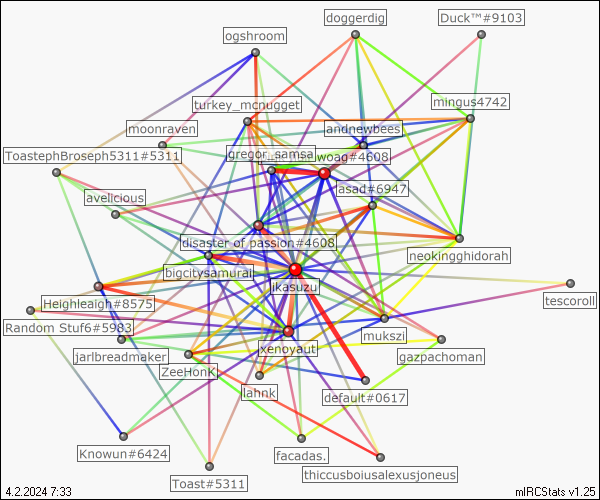 doggerdig
Duck™#9103
ogshroom
turkey_mcnugget
mingus4742
moonraven
andnewbees
ToastephBroseph5311#5311
gregor_samsa
woag#4608
asad#6947
avelicious
disaster of passion#4608
neokingghidorah
bigcitysamurai
jikasuzu
Heighleaigh#8575
tescoroll
Random Stuf6#5983
mukszi
jarlbreadmaker
xenoyaut
gazpachoman
ZeeHonK
lahnk
default#0617
Knowun#6424
facadas.
thiccusboiusalexusjoneus
Toast#5311
4.2.2024 7:33
mIRCStats v1.25